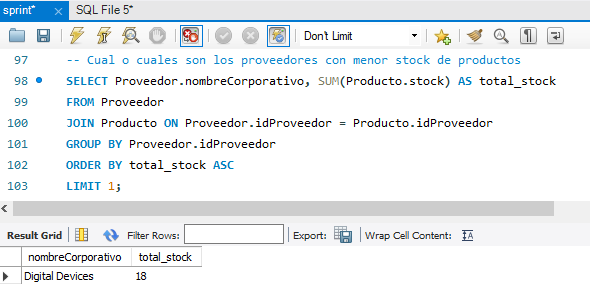 sprint* SQL File 5*
Don't Limit
97 -- Cual o cuales son los proveedores con menor stock de productos
98 SELECT Proveedor.nombreCorporativo, SUM(Producto.stock) AS total_stock
99 FROM Proveedor
100 JOIN Producto ON Proveedor.idProveedor = Producto.idProveedor
101 GROUP BY Proveedor.idProveedor
102 ORDER BY total_stock ASC
103 LIMIT 1;
Result Grid Filter Rows: Export: Wrap Cell Content:
nombreCorporativo total_stock
Digital Devices 18